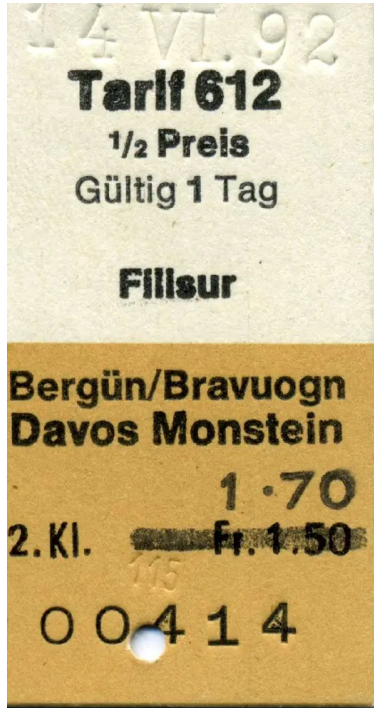 14 VI. 92
Tarif 612
1/2 Preis
Gültig 1 Tag
Filisur
Bergün/Bravuogn
Davos Monstein
1.70
2. Kl. Fr. 1.50
115
00414